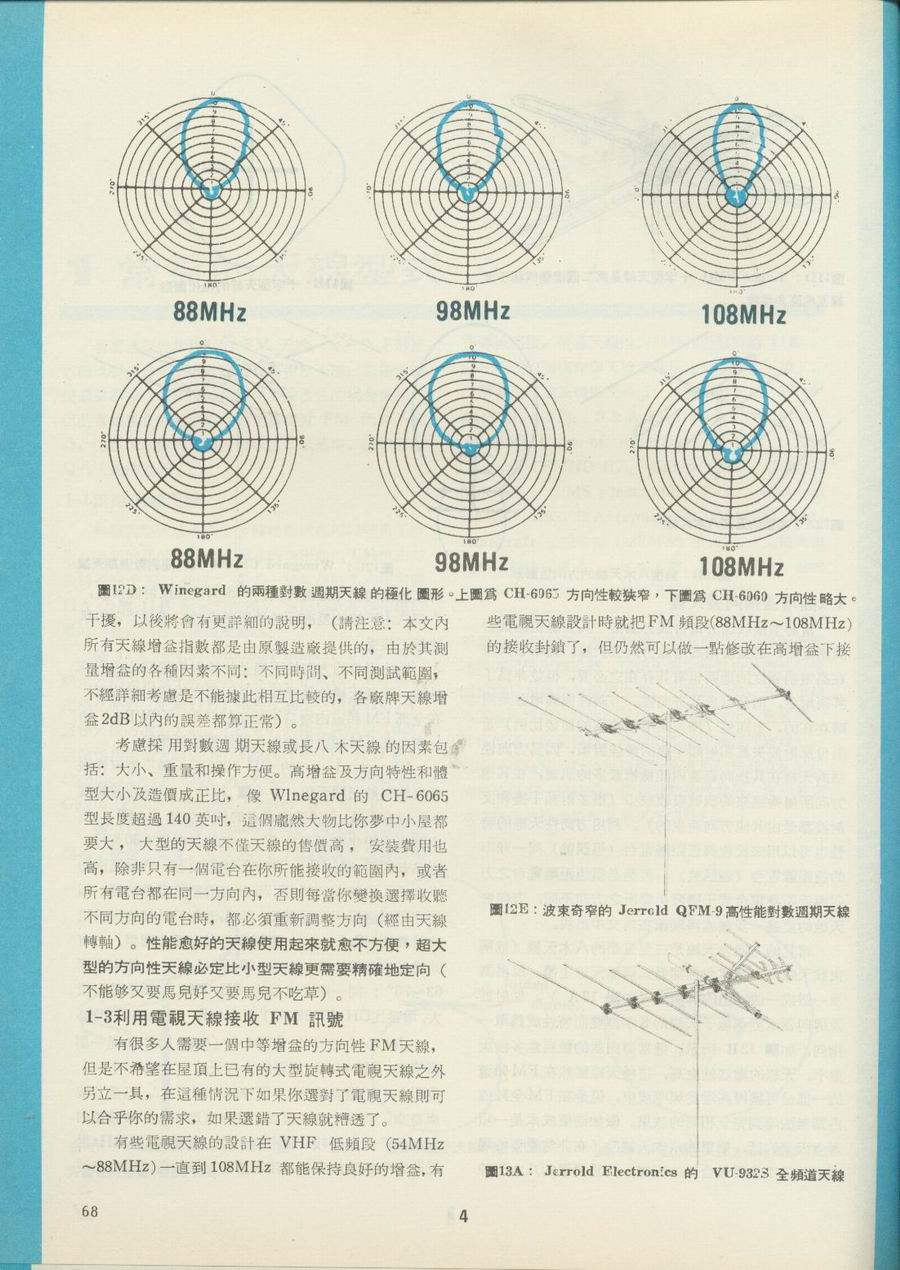 88MHz
98MHz
108MHz
88MHz
98MHz
108MHz
圖12D： Winegard 的兩種對數週期天線的極化圖形。上圖爲 CH-6065 方向性較狹窄，下圖爲 CH-6060 方向性略大。
干擾，以後將會有更詳細的說明，（請注意：本文內
所有天線增益指數都是由原製造廠提供的，由於其測
量增益的各種因素不同：不同時間、不同測試範圍，
不經詳細考慮是不能據此相互比較的，各廠牌天線增
益2dB以內的誤差都算正常）。
考慮採用對數週期天線或長八木天線的因素包
括：大小、重量和操作方便。高增益及方向特性和體
型大小及造價成正比，像 WInegard 的 CH-6065
型長度超過140英吋，這個龐然大物比你夢中小屋都
要大，大型的天線不僅天線的售價高，安裝費用也
高，除非只有一個電台在你所能接收的範圍內，或者
所有電台都在同一方向內，否則每當你變換選擇收聽
不同方向的電台時，都必須重新調整方向（經由天線
轉軸）。性能愈好的天線使用起來就愈不方便，超大
型的方向性天線必定比小型天線更需要精確地定向（
不能够又要馬兒好又要馬兒不吃草）。
1-3利用電視天線接收 FM 訊號
有很多人需要一個中等增益的方向性FM天線，
但是不希望在屋頂上已有的大型旋轉式電視天線之外
另立一具，在這種情況下如果你選對了電視天線則可
以合乎你的需求，如果選錯了天線就糟透了。
有些電視天線的設計在 VHF 低頻段（54MHz
～88MHz）一直到108MHz 都能保持良好的增益，有
些電視天線設計時就把FM頻段(88MHz～108MHz)
的接收封鎖了，但仍然可以做一點修改在高增益下接
圖12E：波束奇窄的 Jerrold QFM-9高性能對數週期天線
圖13A： Jerrold Electronics 的 VU-932S 全頻道天線
68
4